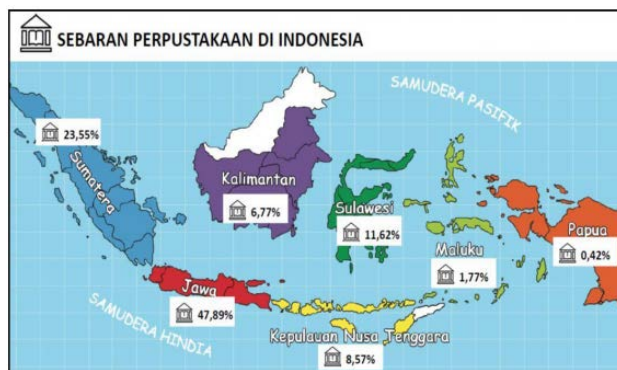 SEBARAN PERPUSTAKAAN DI INDONESIA
SAMUDERA PASIFIK
23,55%
Sumatera
Kalimantan
6,77%
Sulawesi
11,62%
Maluku
1,77%
Papua
0,42%
Jawa
47,89%
SAMUDERA HINDIA
Kepulauan Nusa Tenggara
8,57%